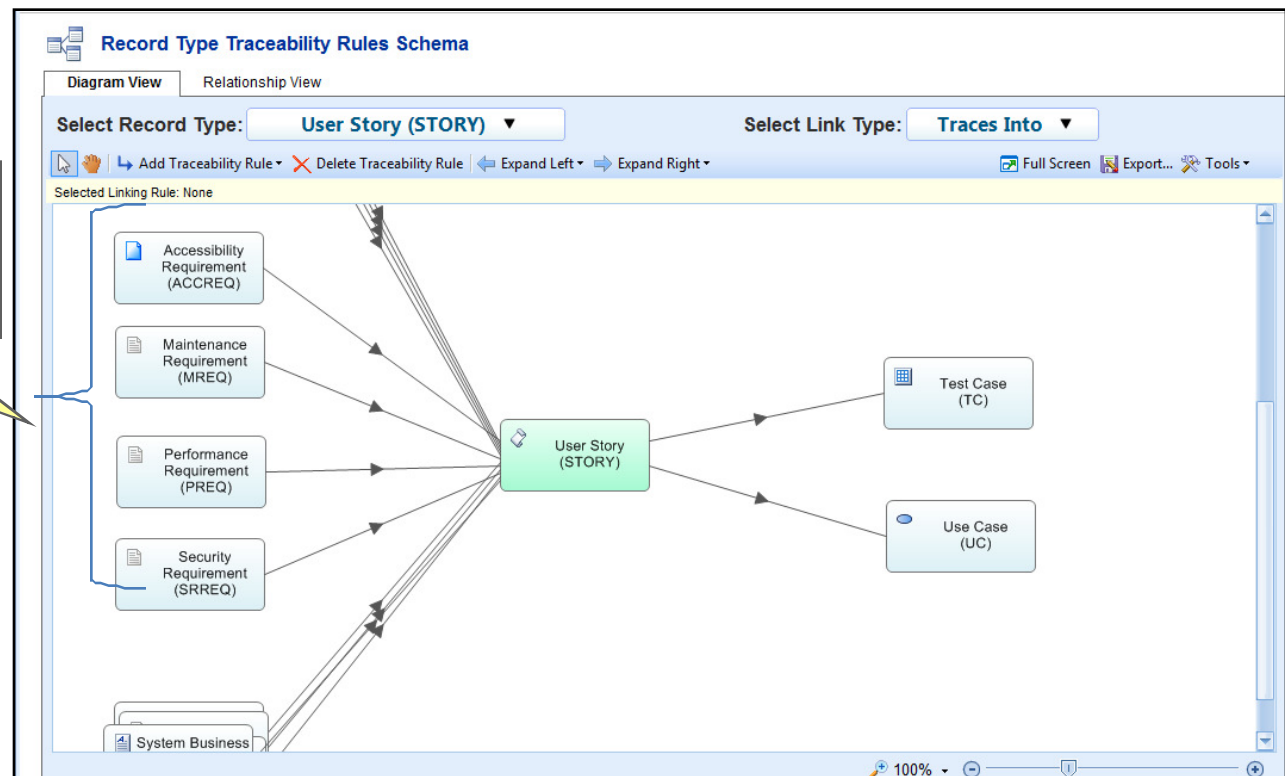 Record Type Traceability Rules Schema
Diagram View Relationship View
Select Record Type: User Story (STORY) ▼ Select Link Type: Traces Into ▼
Add Traceability Rule Delete Traceability Rule Expand Left Expand Right Full Screen Export... Tools
Selected Linking Rule: None
Accessibility
Requirement
(ACCREQ)
Maintenance
Requirement
(MREQ)
Performance
Requirement
(PREQ)
Security
Requirement
(SRREQ)
System Business
User Story
(STORY)
Test Case
(TC)
Use Case
(UC)
100%